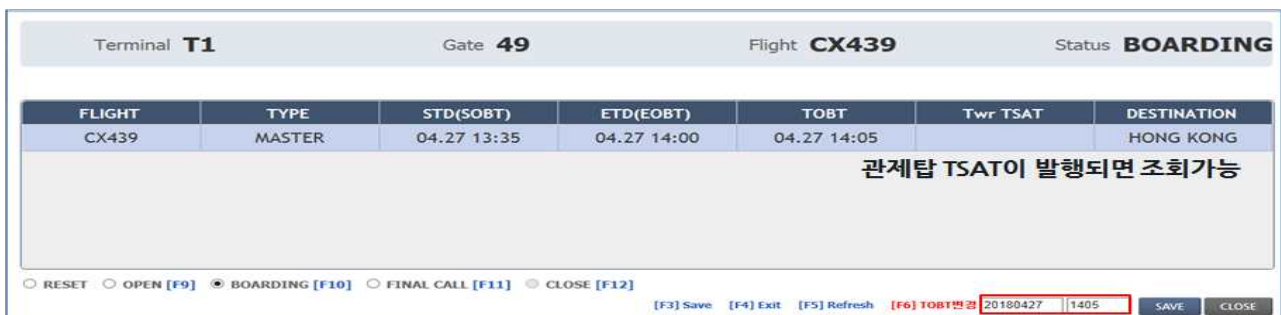 Terminal T1 Gate 49 Flight CX439 Status BOARDING
FLIGHT TYPE STD(SOBT) ETD(EOBT) TOBT Twr TSAT DESTINATION
CX439 MASTER 04.27 13:35 04.27 14:00 04.27 14:05 HONG KONG
관제탑 TSAT이 발행되면 조회가능
RESET OPEN [F9] BOARDING [F10] FINAL CALL [F11] CLOSE [F12]
[F3] Save [F4] Exit [F5] Refresh [F6] TOBT변경 20180427 1405 SAVE CLOSE